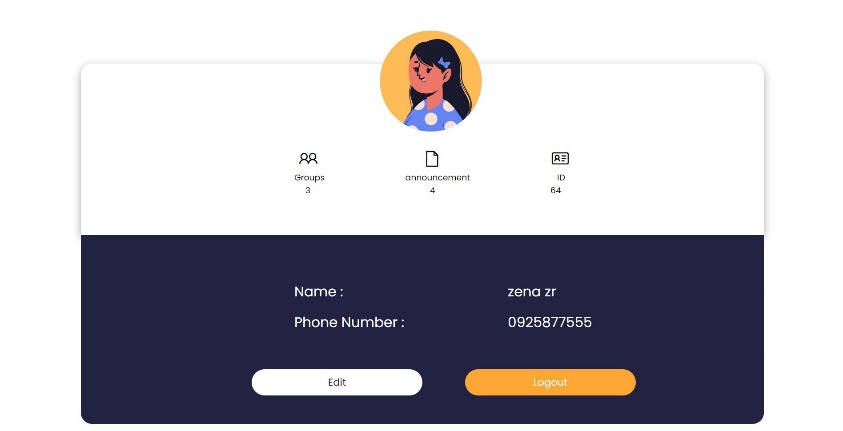 Groups announcement ID
3 4 64
Name : zena zr
Phone Number : 0925877555
Edit Logout